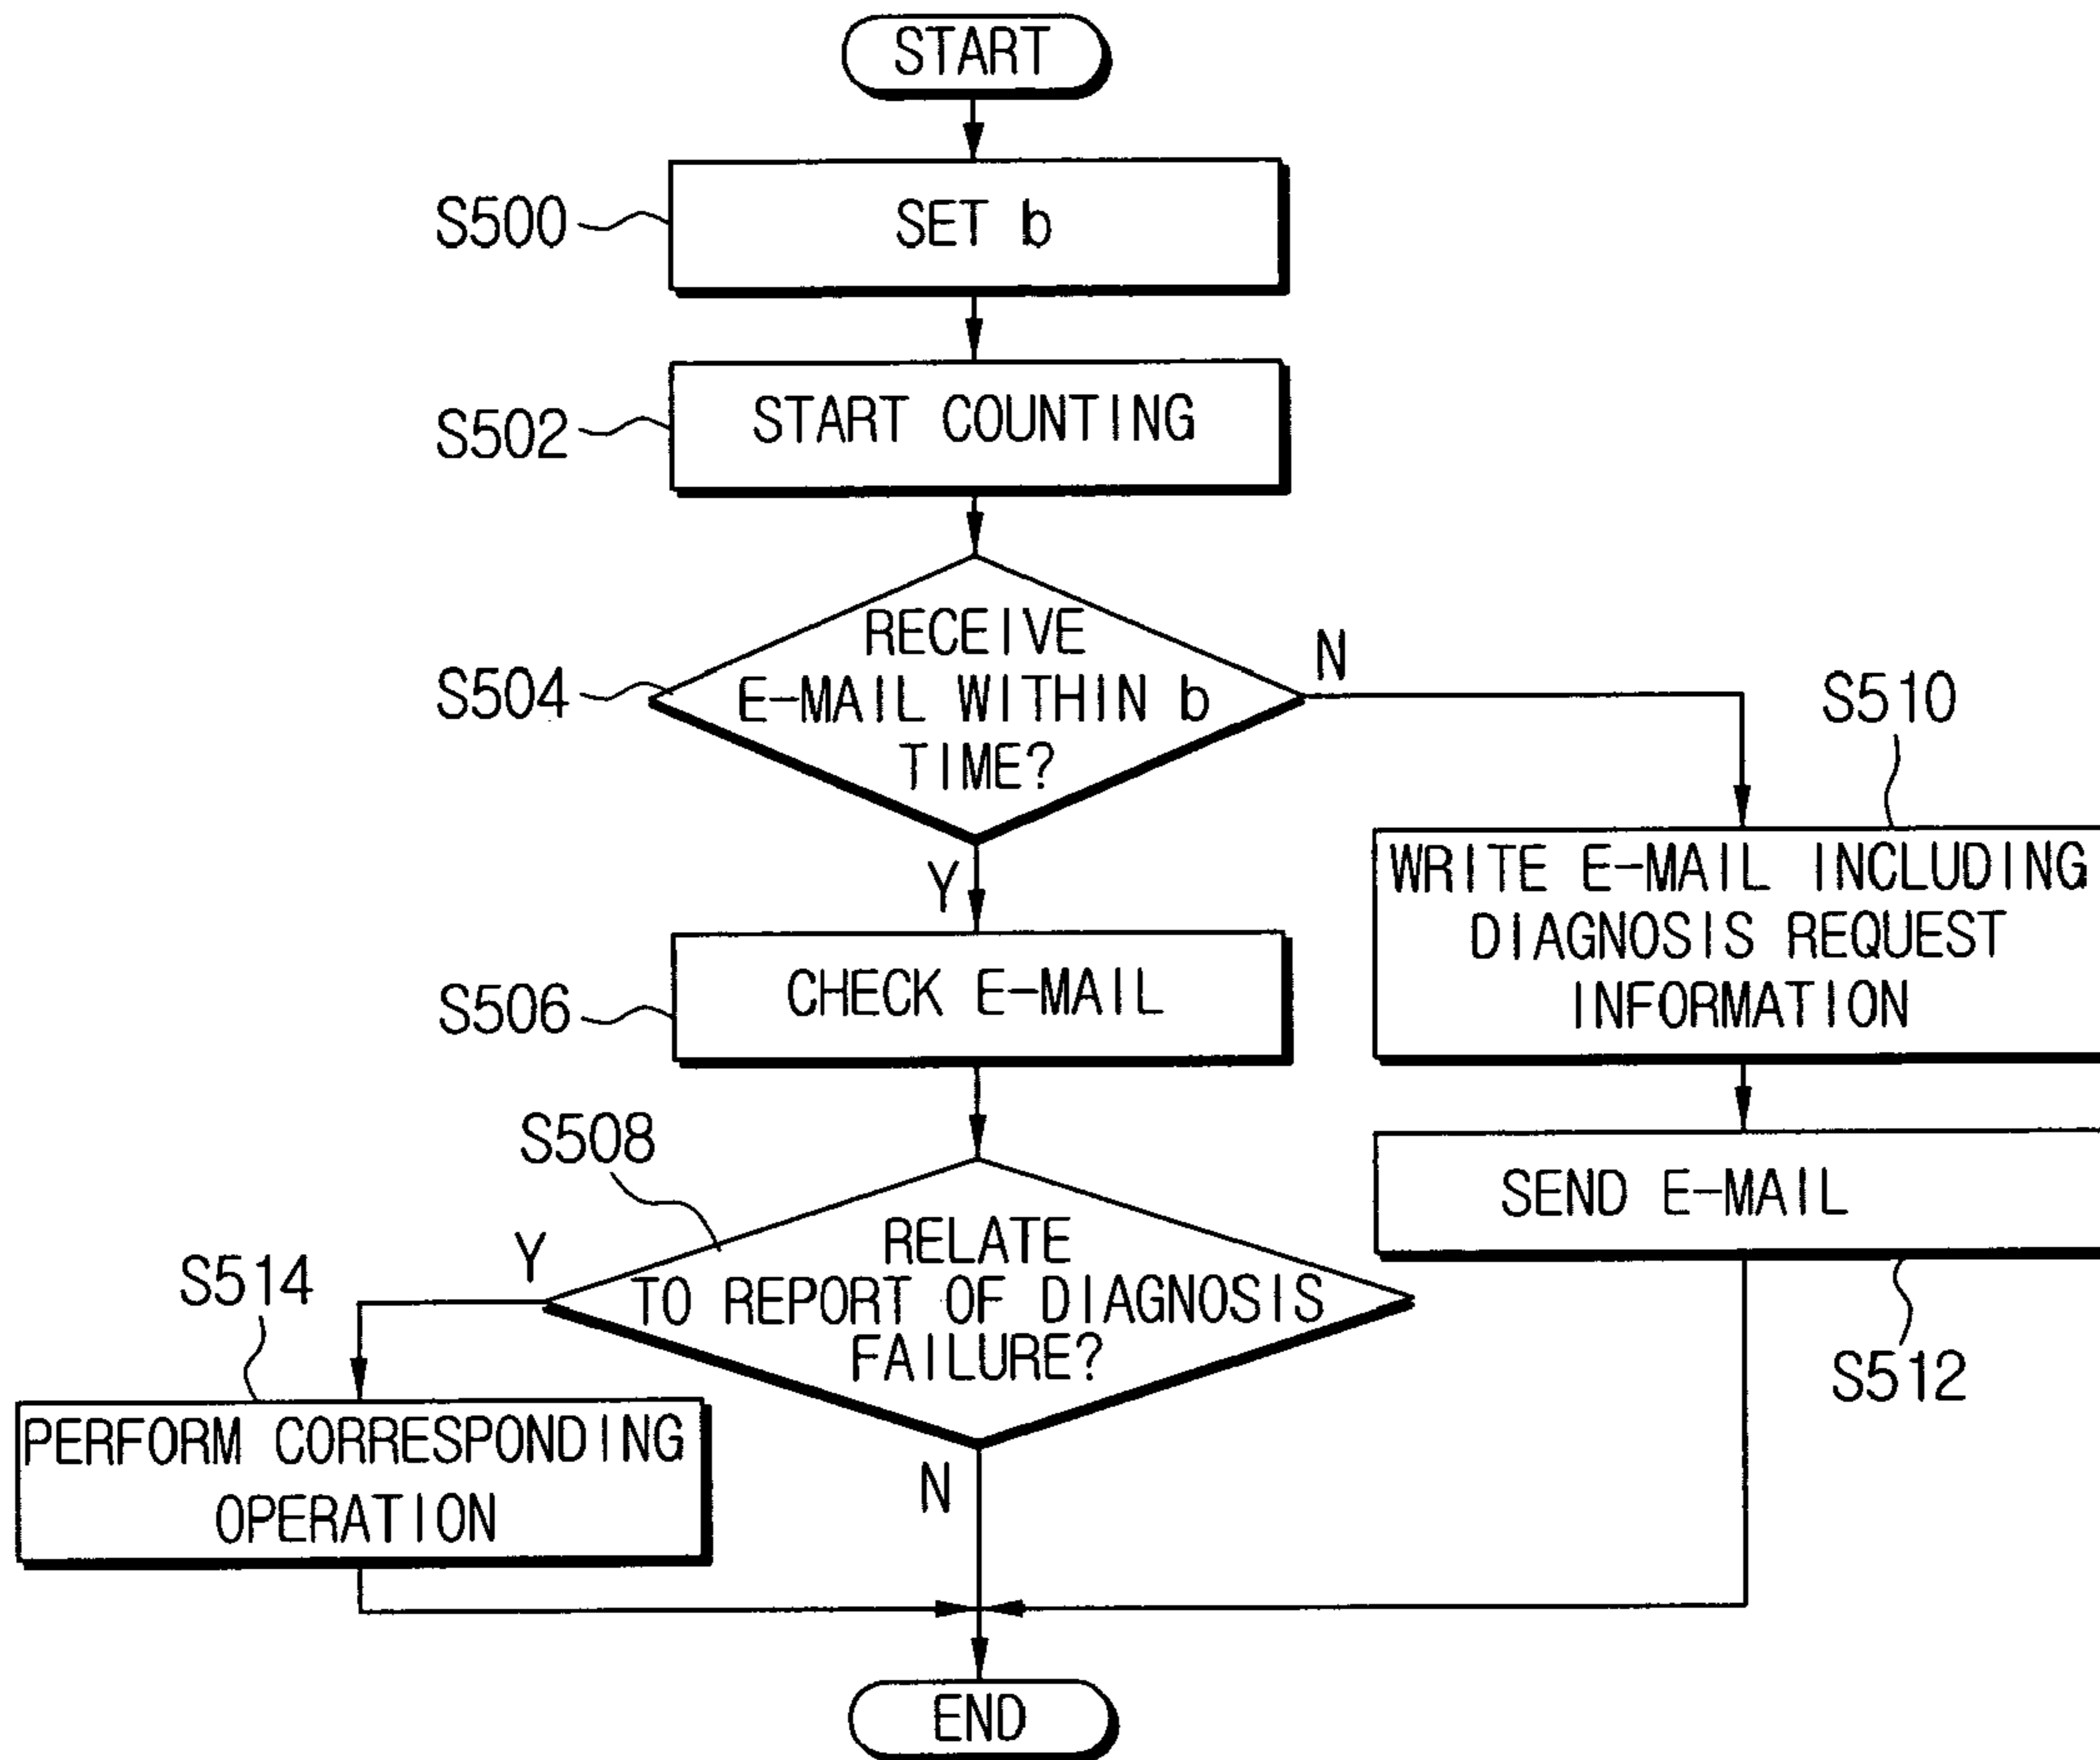 START
S500
SET b
S502
START COUNTING
S504
RECEIVE
E-MAIL WITHIN b
TIME?
N
Y
S510
WRITE E-MAIL INCLUDING
DIAGNOSIS REQUEST
INFORMATION
S506
CHECK E-MAIL
S512
SEND E-MAIL
S508
RELATE
TO REPORT OF DIAGNOSIS
FAILURE?
Y
N
S514
PERFORM CORRESPONDING
OPERATION
END